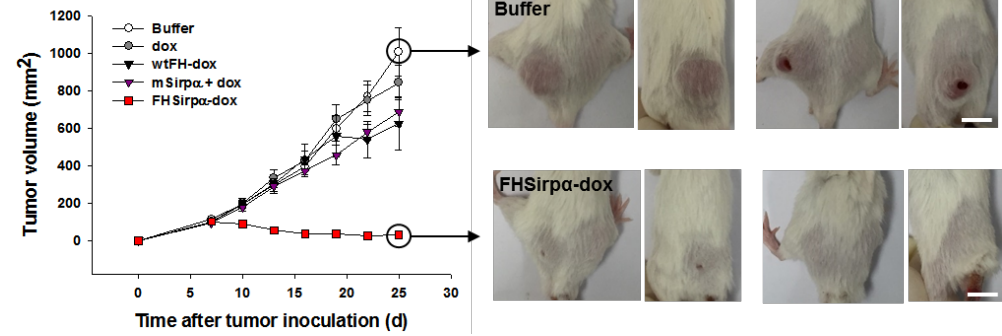 Tumor volume (mm2)
1200
1000
800
600
400
200
0
Buffer
dox
wtFH-dox
mSirpα + dox
FHSirpα-dox
0 5 10 15 20 25 30
Time after tumor inoculation (d)
Buffer
FHSirpα-dox